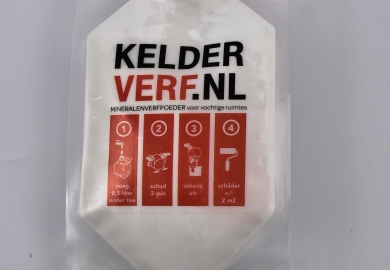 KELDER
VERF.NL
MINERALENVERFPOEDER voor vochtige ruimtes
1 2 3 4
voeg
0,5 liter
water toe
schud
3 min
schenk
uit
schilder
+/-
2 m2